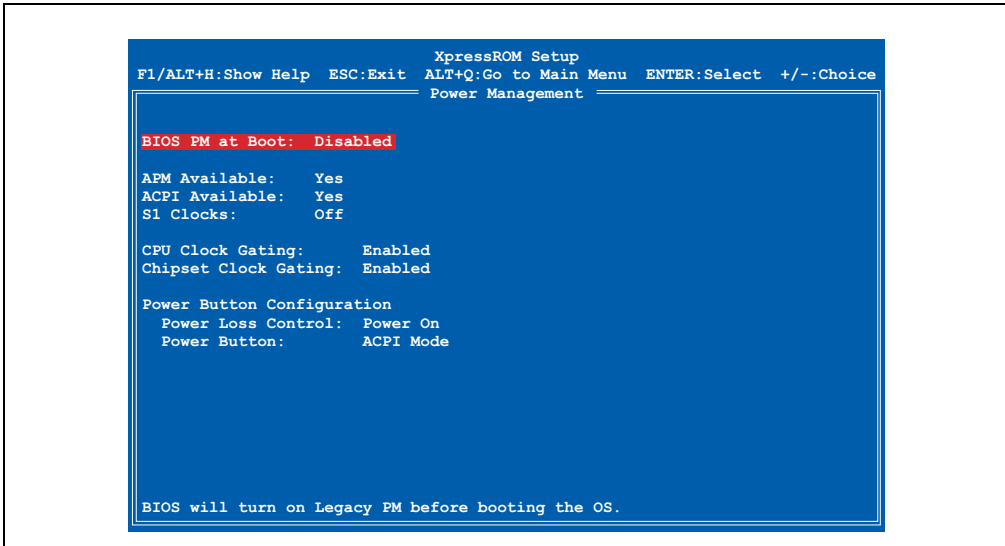 XpressROM Setup
F1/ALT+H:Show Help ESC:Exit ALT+Q:Go to Main Menu ENTER:Select +/-:Choice
Power Management
BIOS PM at Boot: Disabled
APM Available: Yes
ACPI Available: Yes
S1 Clocks: Off
CPU Clock Gating: Enabled
Chipset Clock Gating: Enabled
Power Button Configuration
Power Loss Control: Power On
Power Button: ACPI Mode
BIOS will turn on Legacy PM before booting the OS.